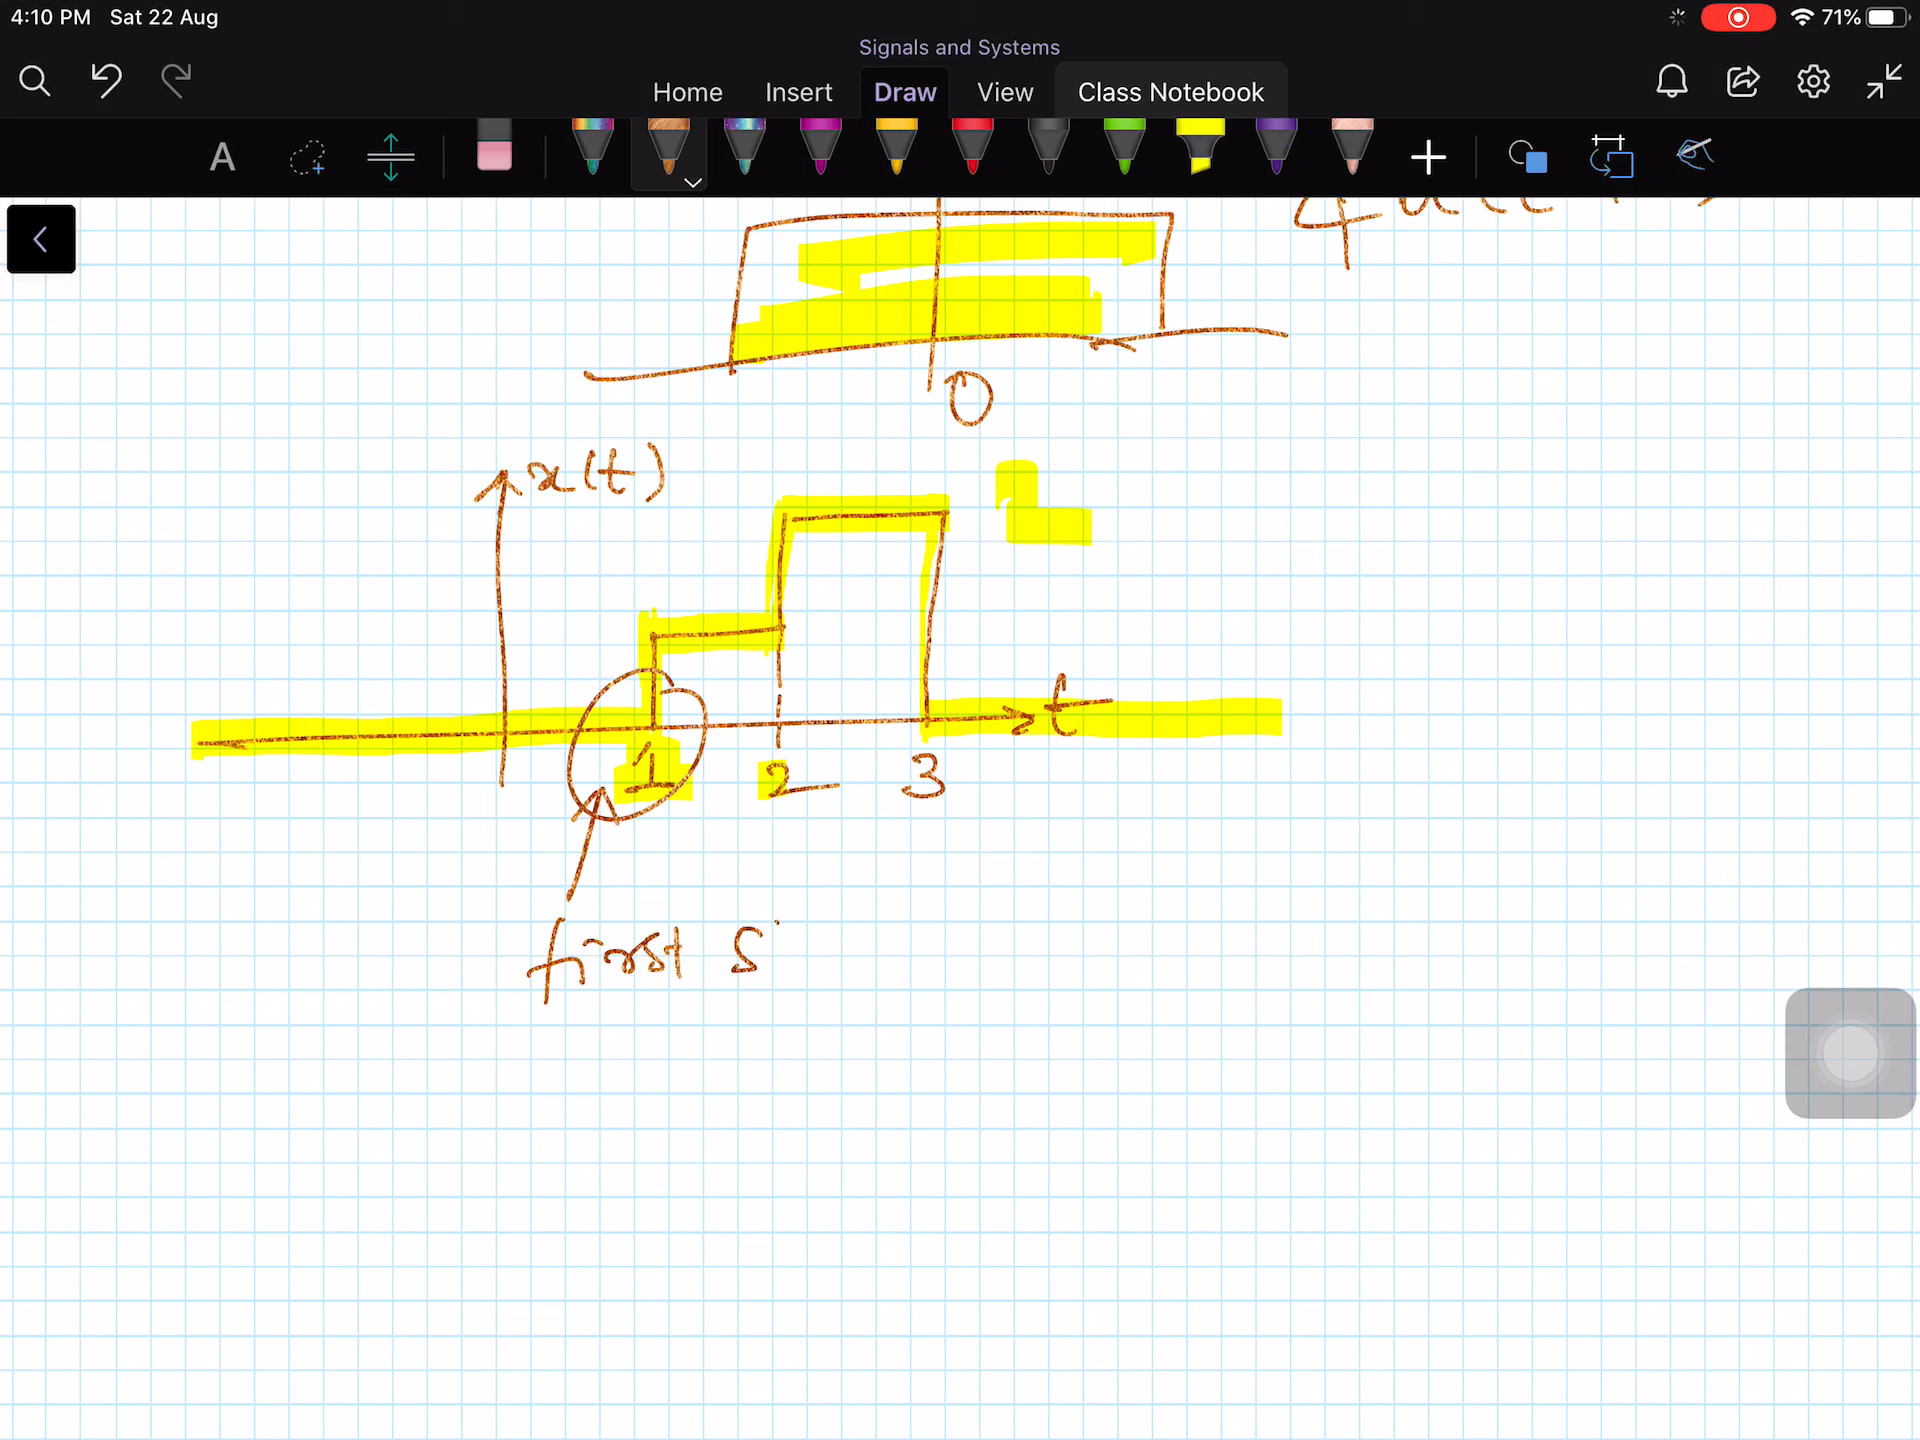 4:10 PM Sat 22 Aug
71%
Signals and Systems
Home Insert Draw View Class Notebook
A
0
x(t)
t
1 2 3
first s